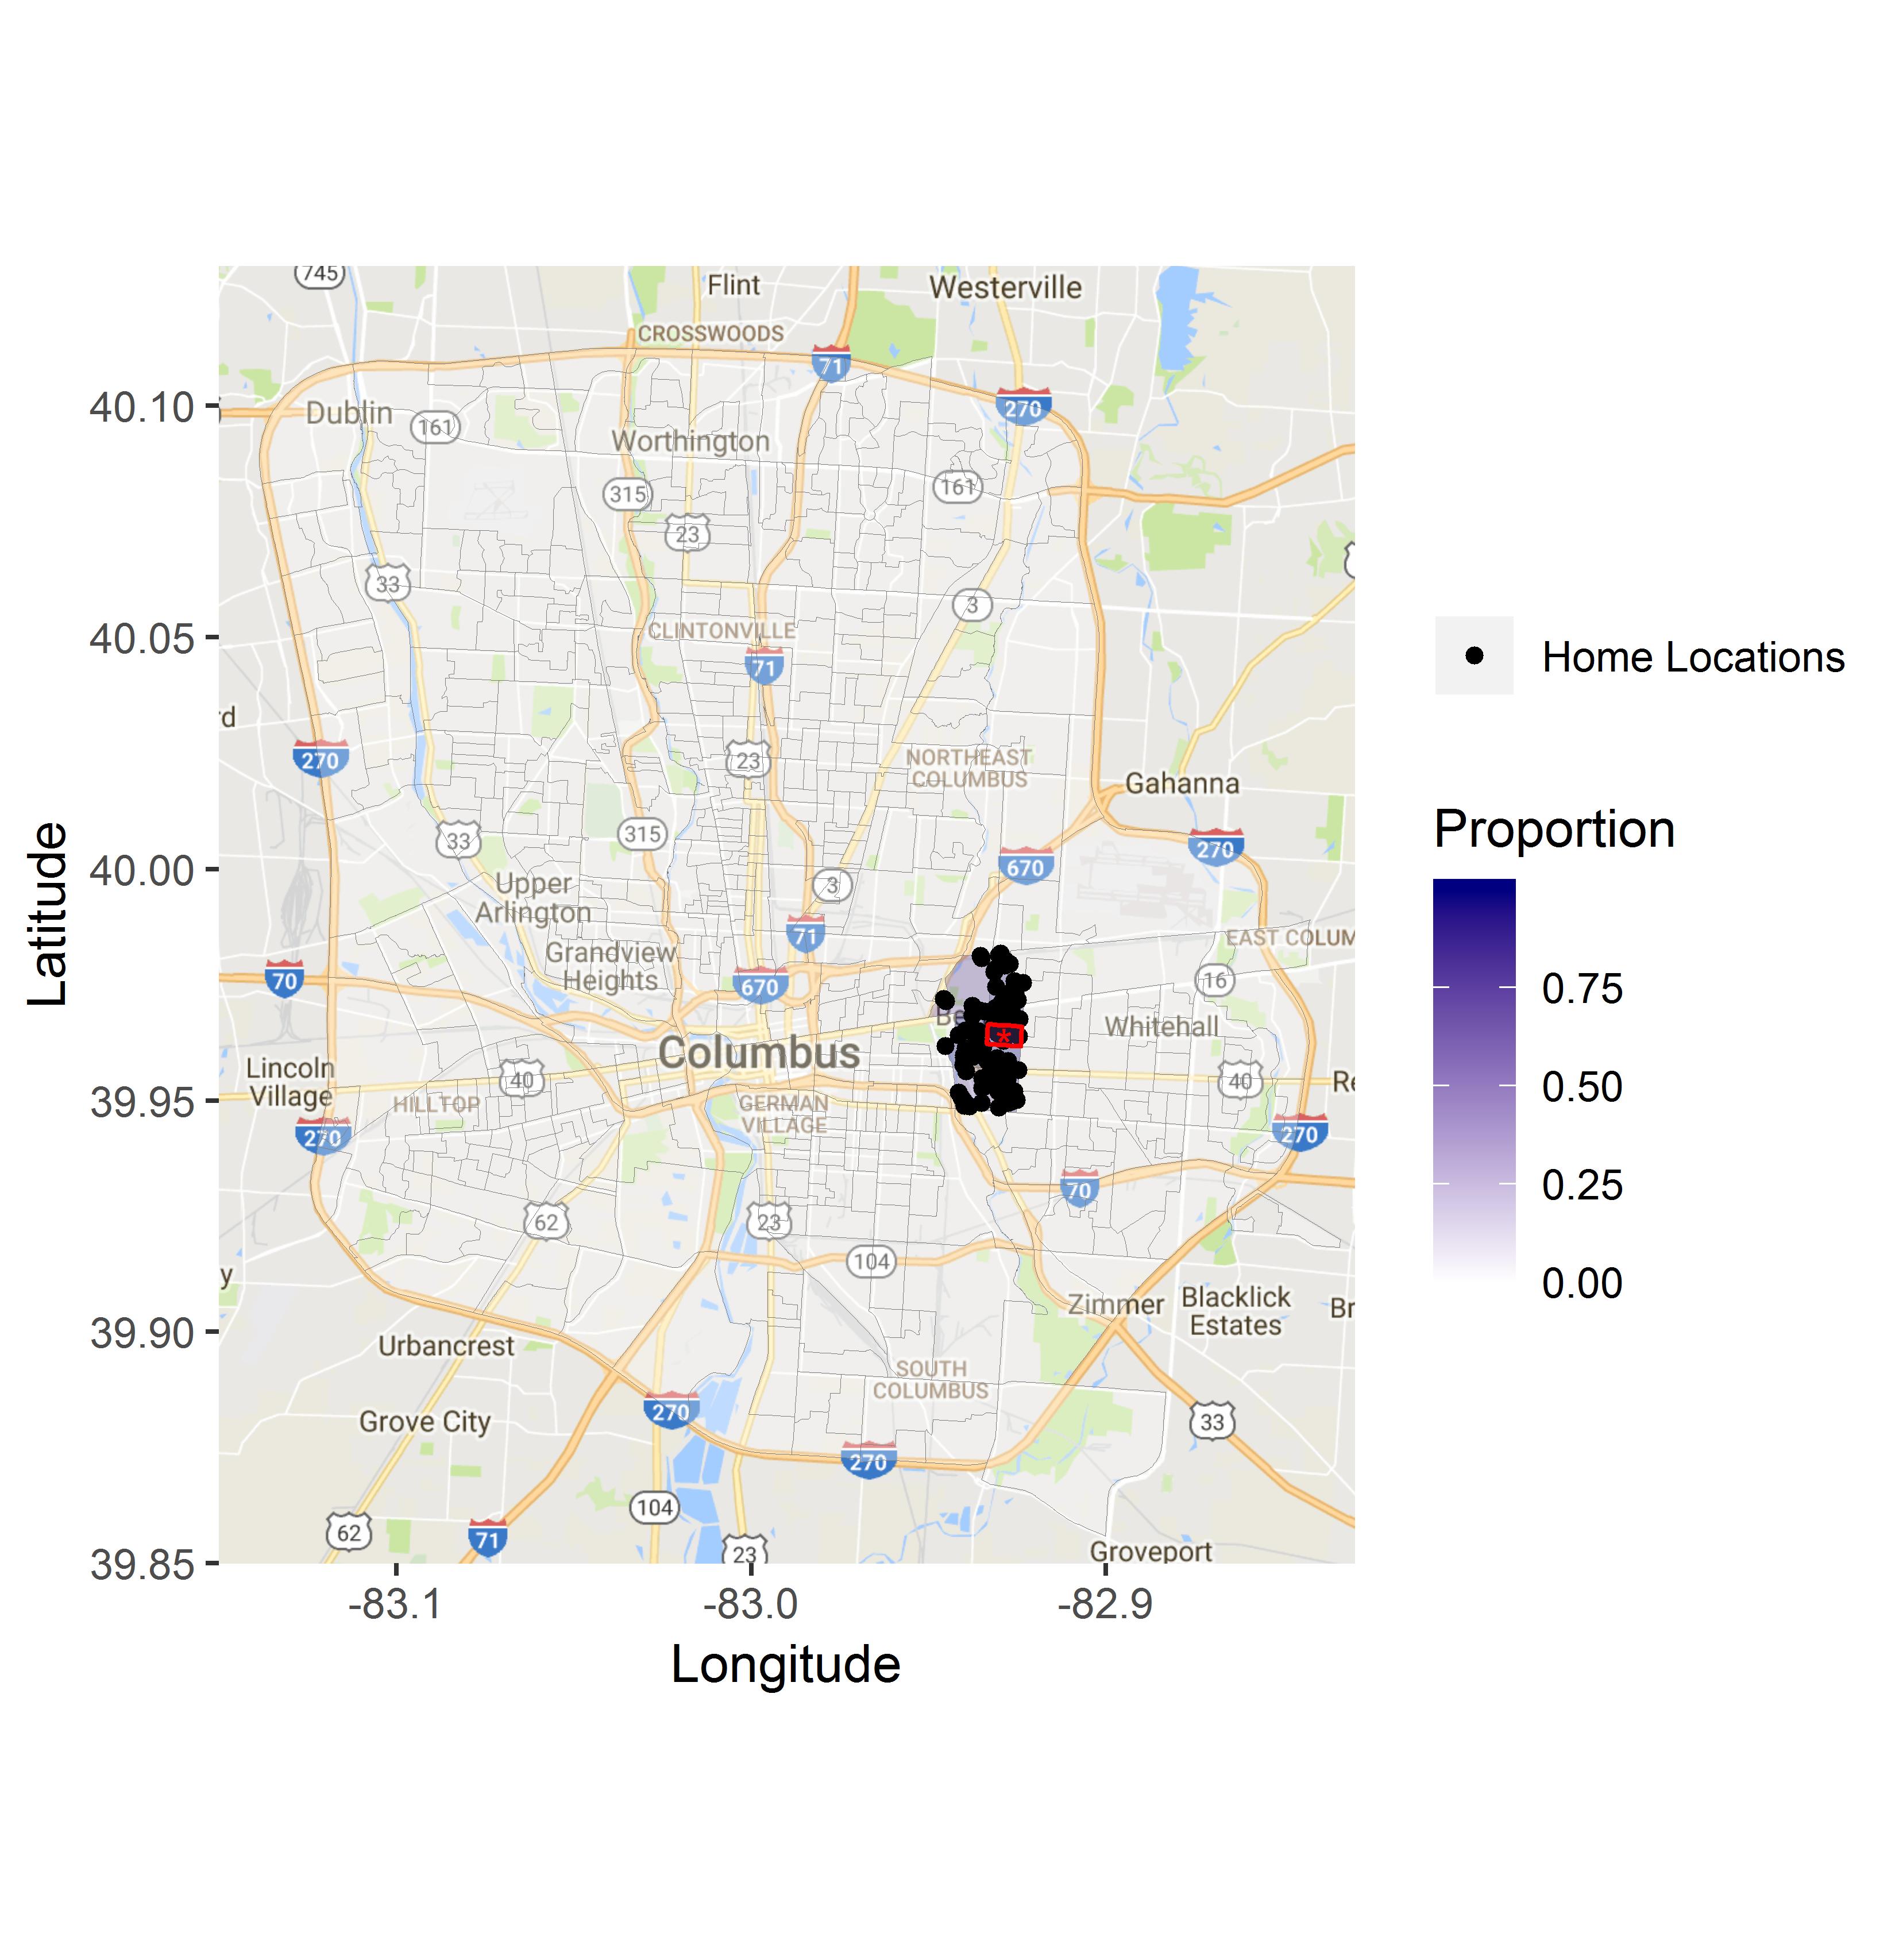 745
Flint
Westerville
CROSSWOODS
71
270
40.10
Dublin
161
Worthington
315
161
23
33
3
40.05
CLINTONVILLE
71
rd
270
23
NORTHEAST
COLUMBUS
Gahanna
33
315
270
Latitude
40.00
670
Upper
Arlington
3
71
EAST COLUM
Grandview
Heights
70
670
16
Be
*
Whitehall
Columbus
Lincoln
Village
40
40
Re
39.95
HILLTOP
GERMAN
VILLAGE
270
270
70
62
23
104
y
Zimmer
Blacklick
Estates
Br
39.90
Urbancrest
SOUTH
COLUMBUS
Grove City
270
33
270
104
62
71
23
Groveport
39.85
-83.1
-83.0
-82.9
Longitude
Home Locations
Proportion
0.75
0.50
0.25
0.00